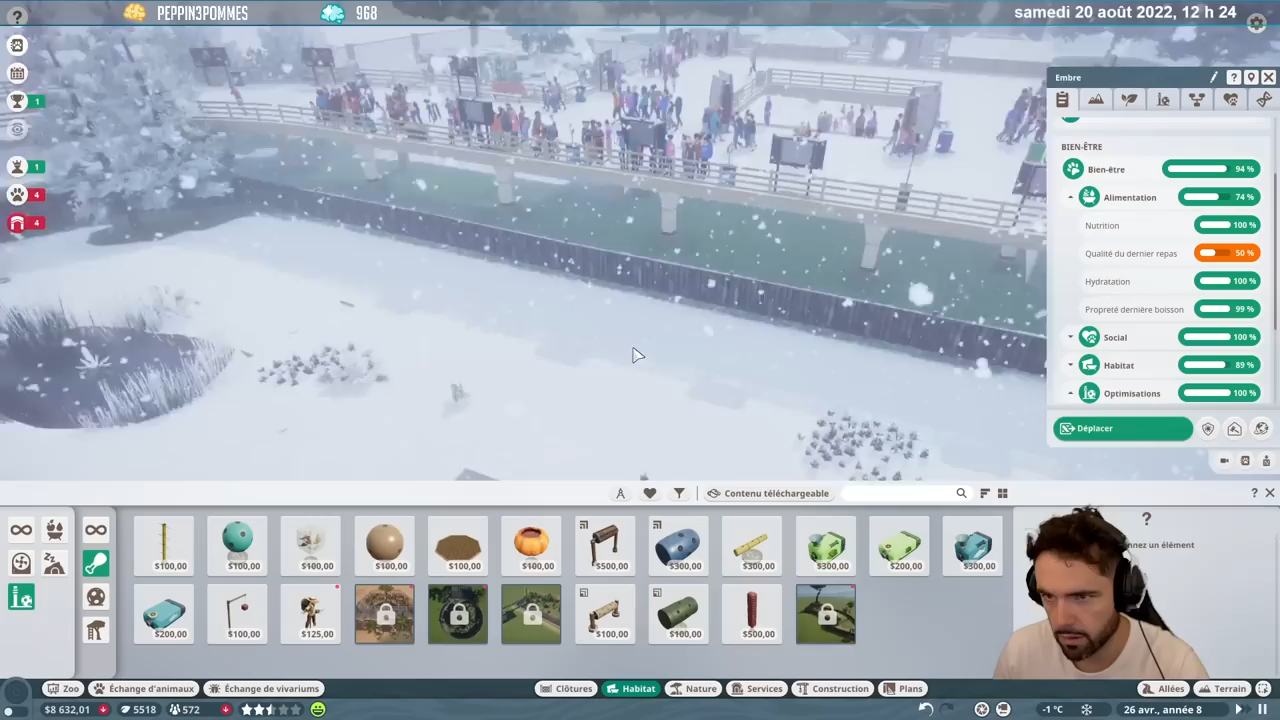 ? PEPPIN3POMMES 968 samedi 20 août 2022, 12 h 24
1
1
4
4
Embre ?
BIEN-ÊTRE
Bien-être 94 %
Alimentation 74 %
Nutrition 100 %
Qualité du dernier repas 50 %
Hydratation 100 %
Propreté dernière boisson 99 %
Social 100 %
Habitat 89 %
Optimisations 100 %
Déplacer
Contenu téléchargeable ?
?
nnez un élément
$100,00 $100,00 $100,00 $100,00 $100,00 $100,00 $500,00 $300,00 $300,00 $300,00 $200,00 $300,00
$200,00 $100,00 $125,00 $100,00 $100,00 $500,00
Zoo Échange d'animaux Échange de vivariums Clôtures Habitat Nature Services Construction Plans Allées Terrain
$8 632,01 5518 572 -1 °C 26 avr., année 8